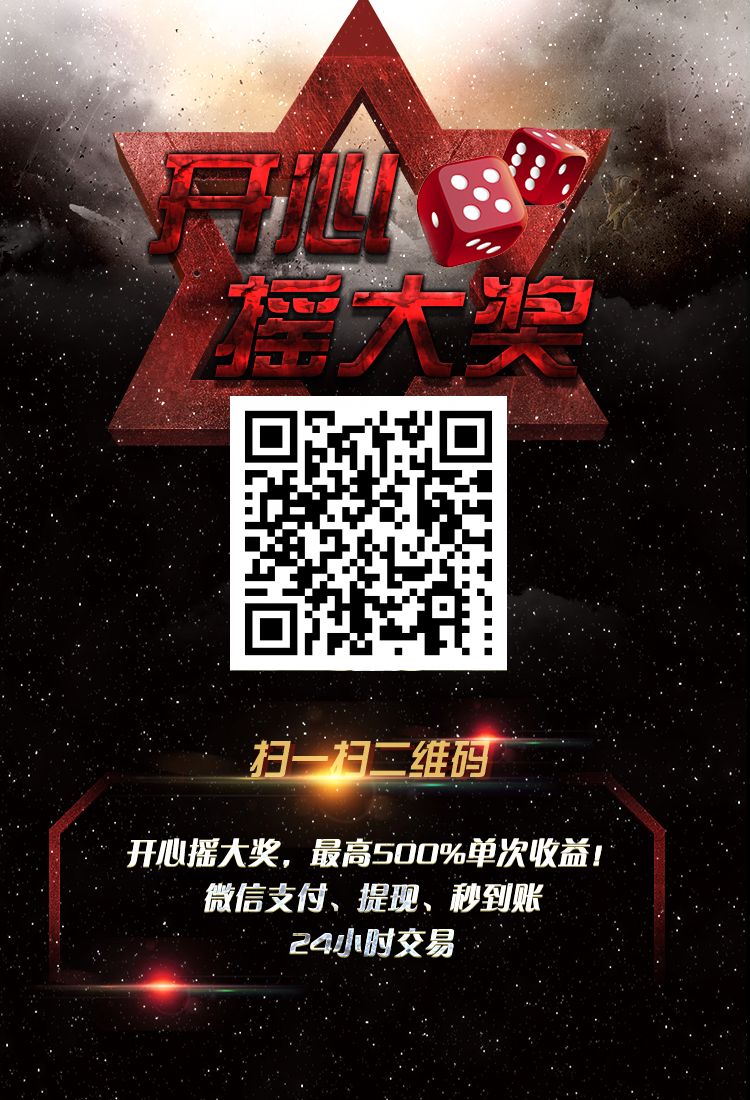 开心
摇大奖
扫一扫二维码
开心摇大奖，最高500%单次收益！
微信支付、提现、秒到账
24小时交易